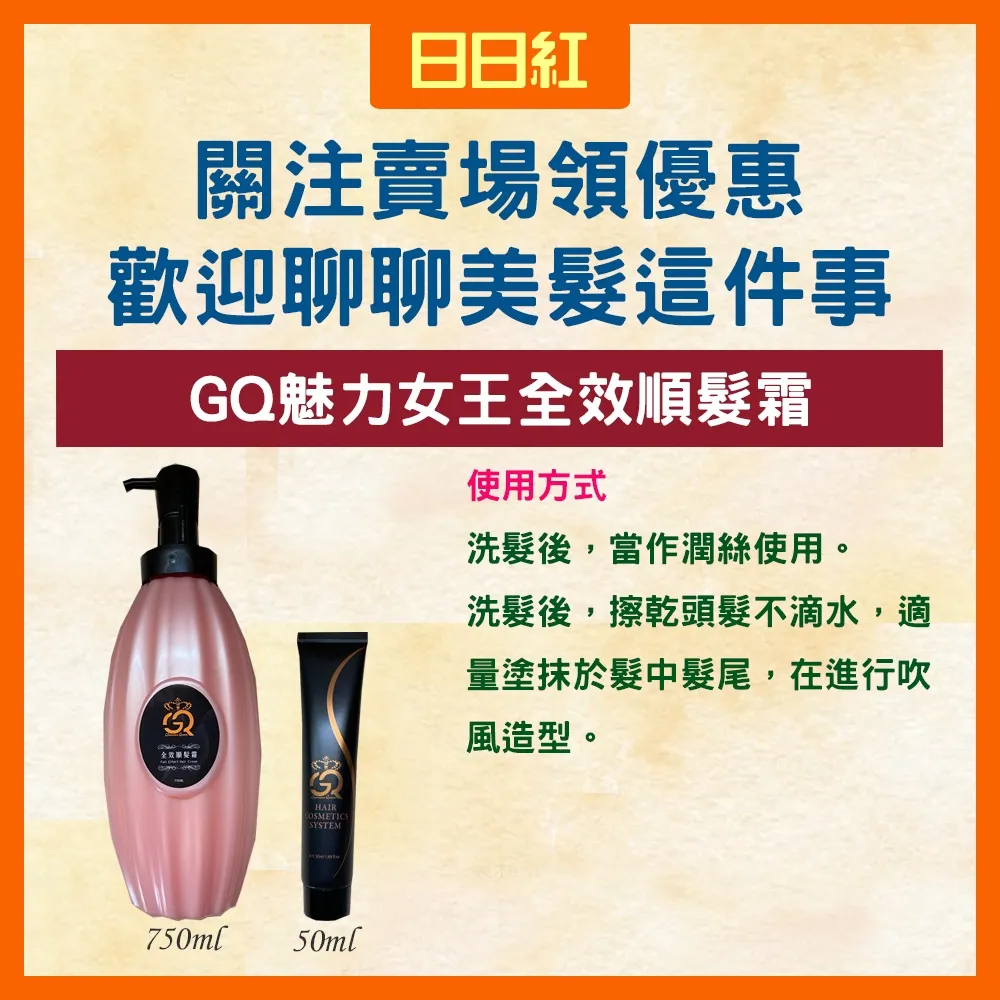 日日紅
關注賣場領優惠
歡迎聊聊美髮這件事
GQ魅力女王全效順髮霜
使用方式
洗髮後，當作潤絲使用。
洗髮後，擦乾頭髮不滴水，適
量塗抹於髮中髮尾，在進行吹
風造型。
GQ
全效順髮霜
Full Effect Hair Cream
GQ
HAIR
COSMETICS
SYSTEM
750ml
50ml